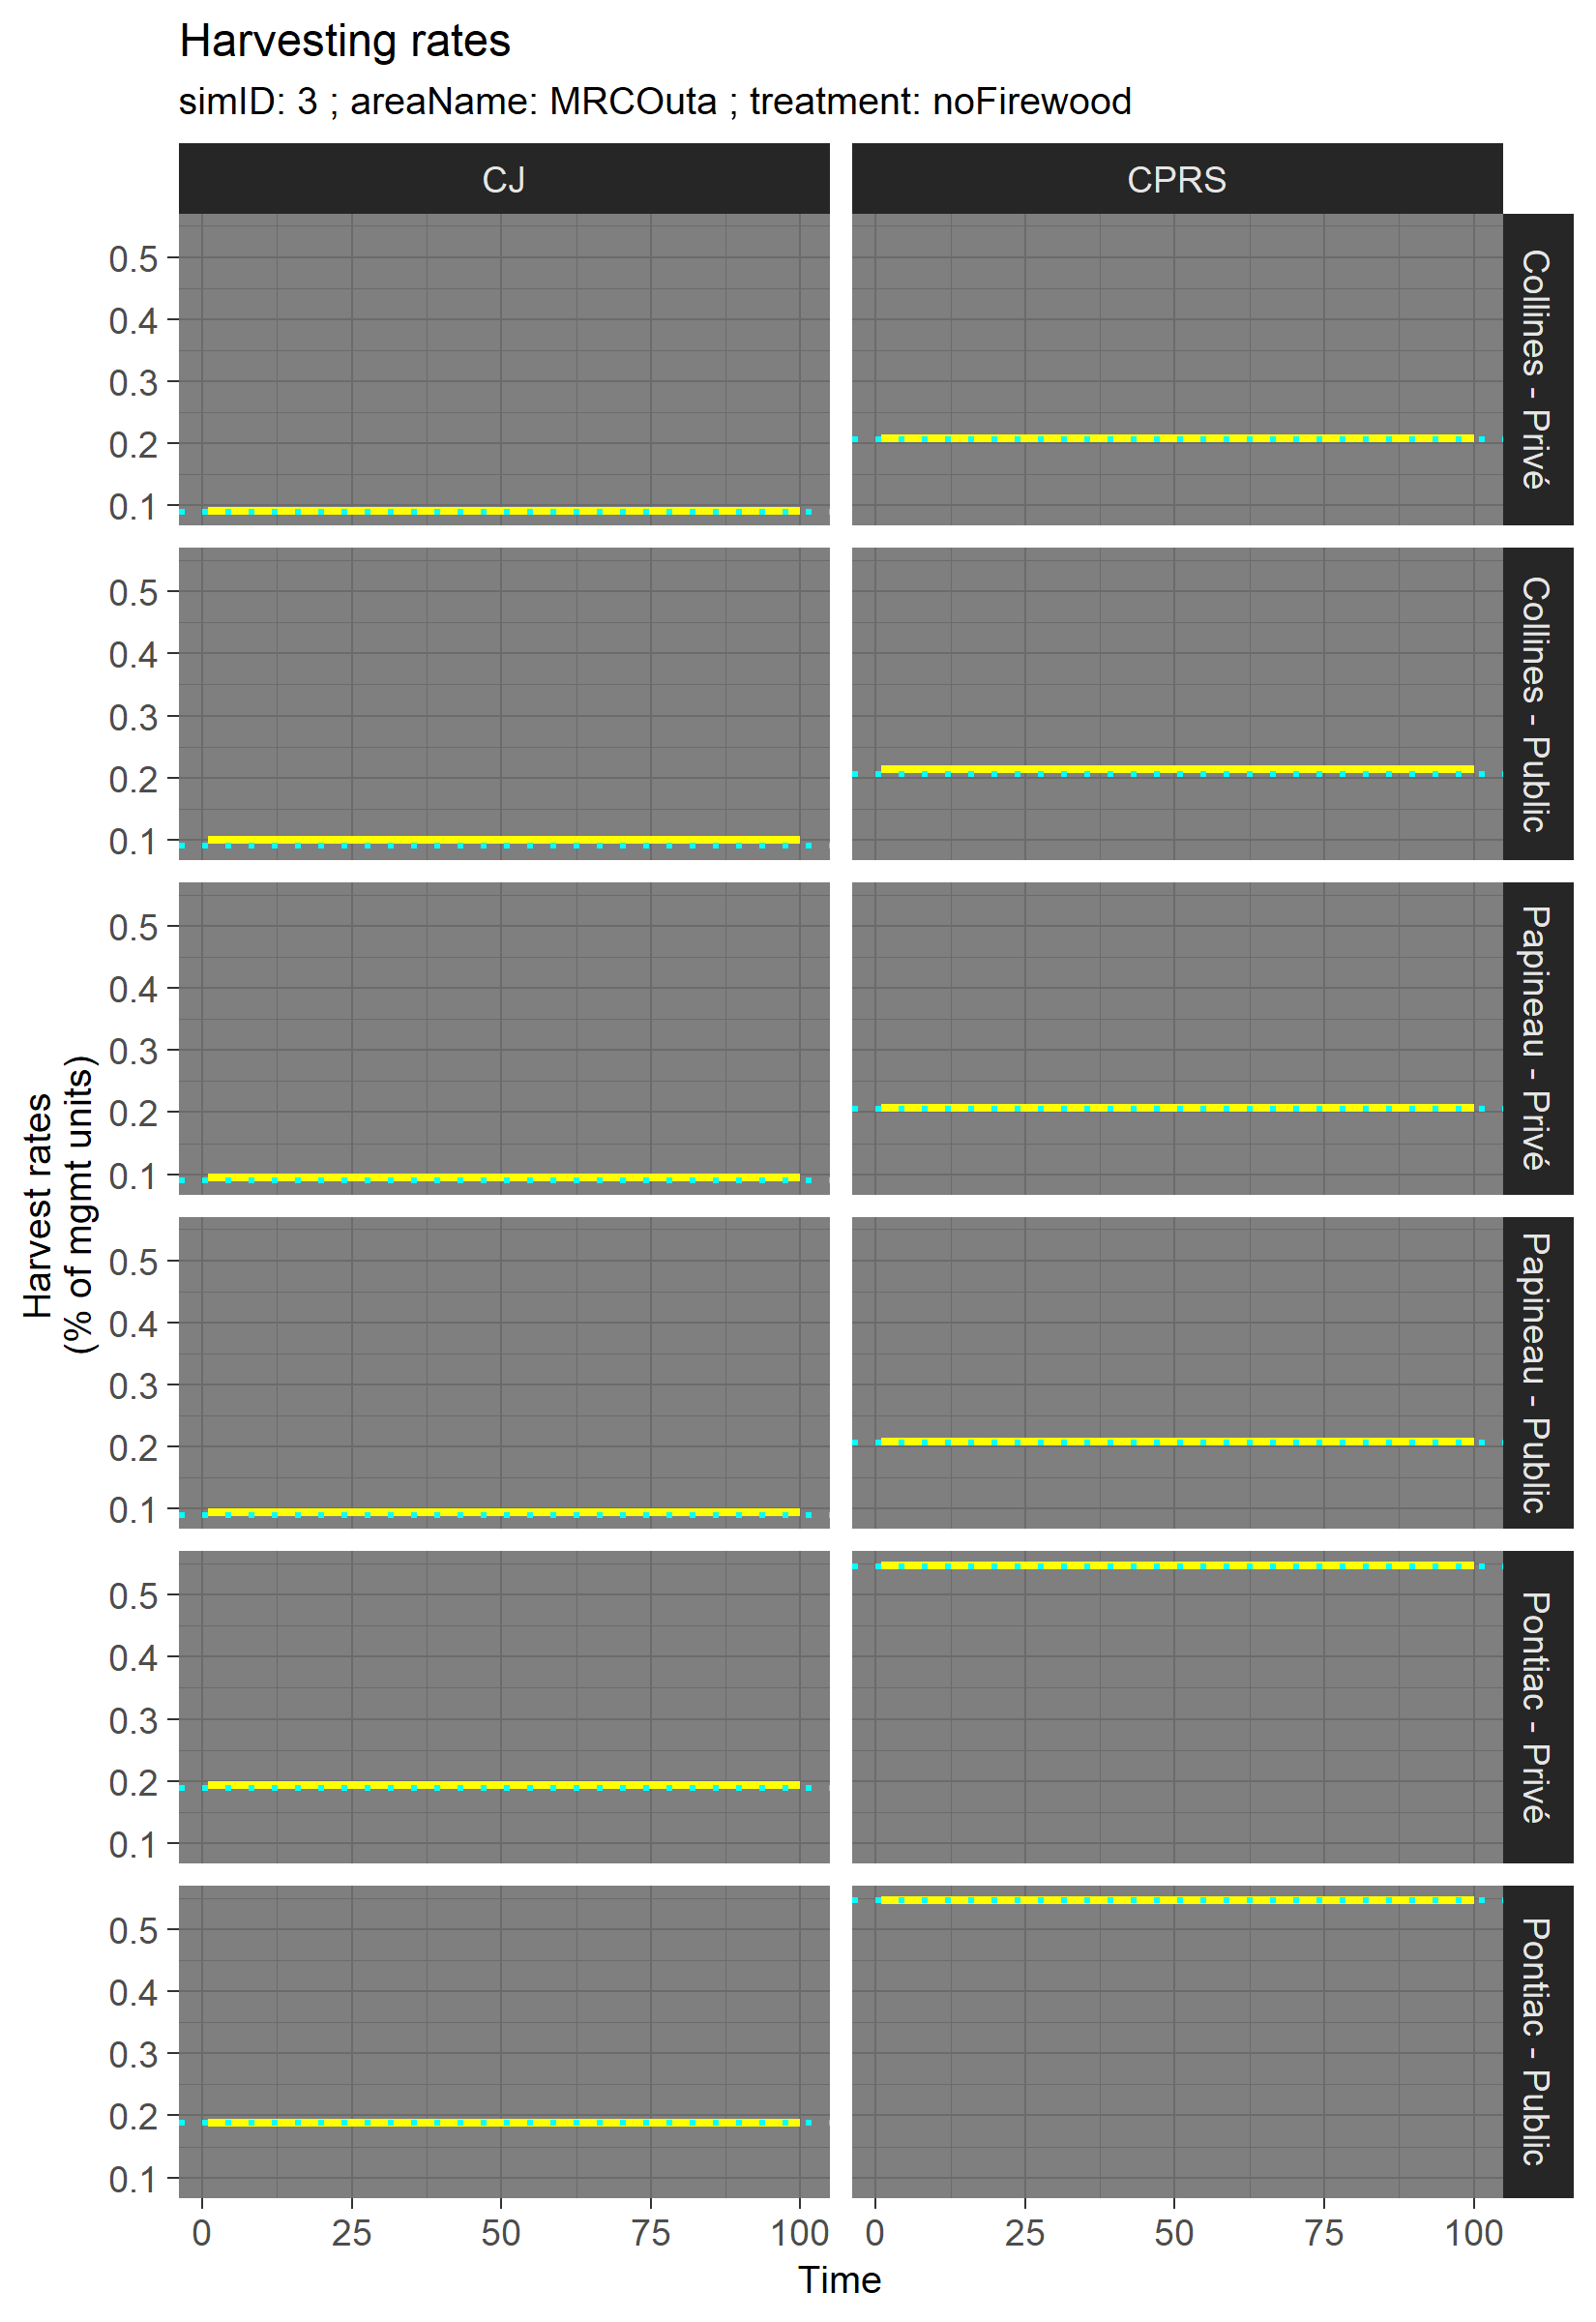 Harvesting rates
simID: 3 ; areaName: MRCOuta ; treatment: noFirewood
CJ
CPRS
0.5
0.4
0.3
0.2
0.1
Collines - Privé
0.5
0.4
0.3
0.2
0.1
Collines - Public
0.5
0.4
0.3
0.2
0.1
Papineau - Privé
0.5
0.4
0.3
0.2
0.1
Papineau - Public
0.5
0.4
0.3
0.2
0.1
Pontiac - Privé
0.5
0.4
0.3
0.2
0.1
Pontiac - Public
Harvest rates
(% of mgmt units)
0 25 50 75 100
0 25 50 75 100
Time